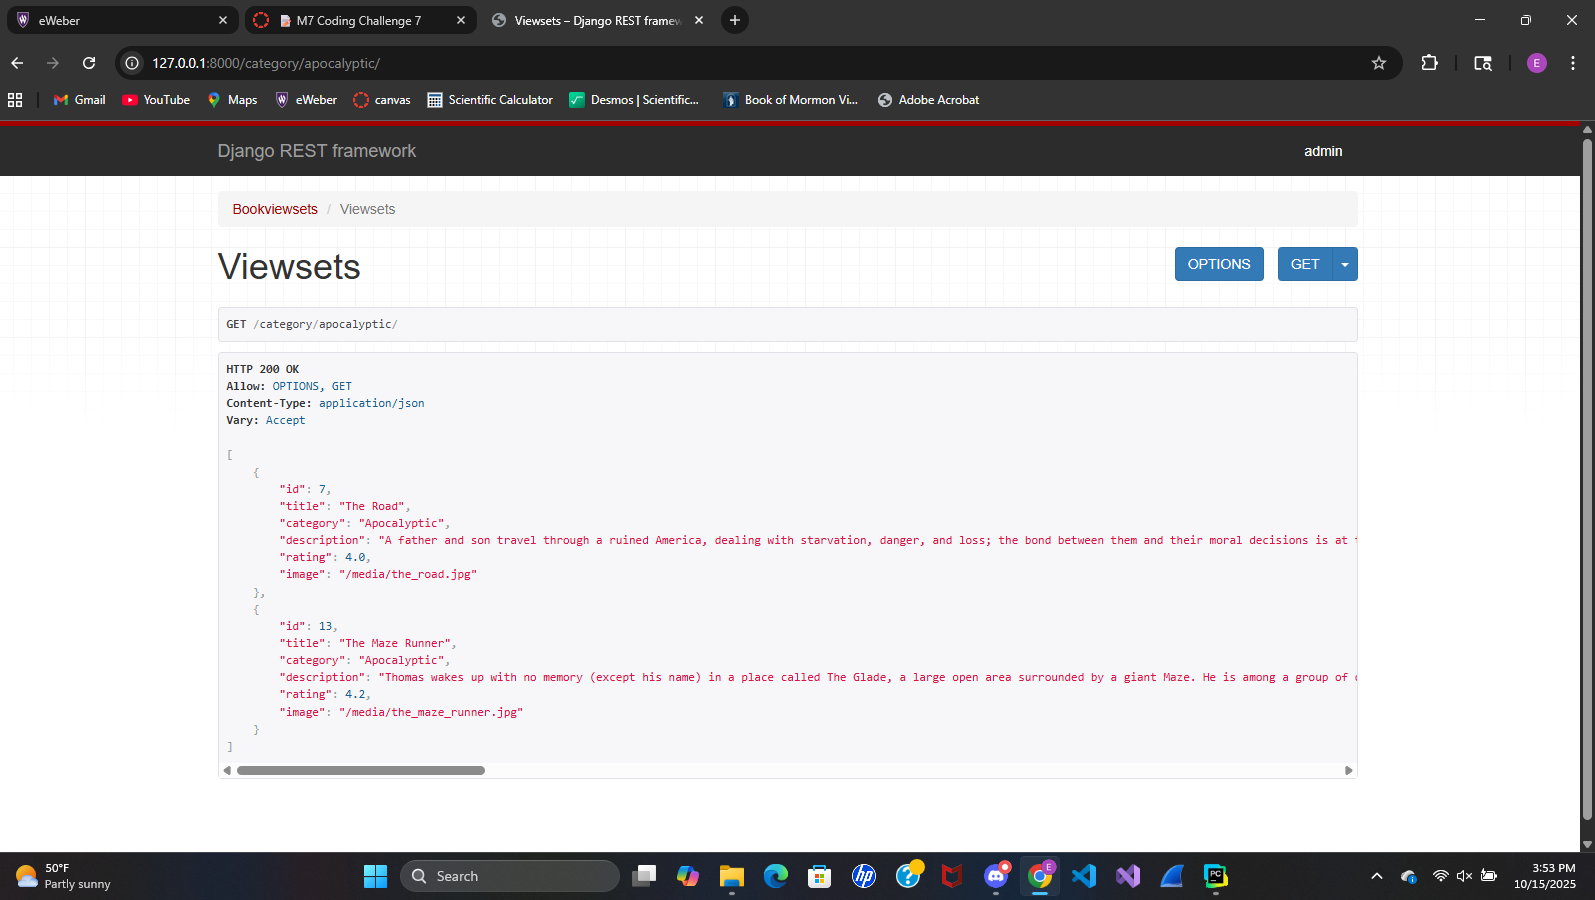 eWeber
M7 Coding Challenge 7
Viewsets – Django REST framew
127.0.0.1:8000/category/apocalyptic/
E
Gmail
YouTube
Maps
eWeber
canvas
Scientific Calculator
Desmos | Scientific...
Book of Mormon Vi...
Adobe Acrobat
Django REST framework
admin
Bookviewsets / Viewsets
Viewsets
OPTIONS
GET
GET /category/apocalyptic/
HTTP 200 OK
Allow: OPTIONS, GET
Content-Type: application/json
Vary: Accept
[
{
"id": 7,
"title": "The Road",
"category": "Apocalyptic",
"description": "A father and son travel through a ruined America, dealing with starvation, danger, and loss; the bond between them and their moral decisions is at
"rating": 4.0,
"image": "/media/the_road.jpg"
},
{
"id": 13,
"title": "The Maze Runner",
"category": "Apocalyptic",
"description": "Thomas wakes up with no memory (except his name) in a place called The Glade, a large open area surrounded by a giant Maze. He is among a group of
"rating": 4.2,
"image": "/media/the_maze_runner.jpg"
}
]
50°F
Partly sunny
Search
hp
E
PC
3:53 PM
10/15/2025